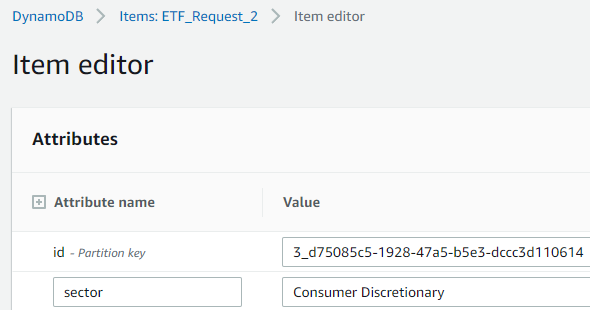 DynamoDB > Items: ETF_Request_2 > Item editor
Item editor
Attributes
Attribute name Value
id - Partition key 3_d75085c5-1928-47a5-b5e3-dccc3d110614
sector Consumer Discretionary